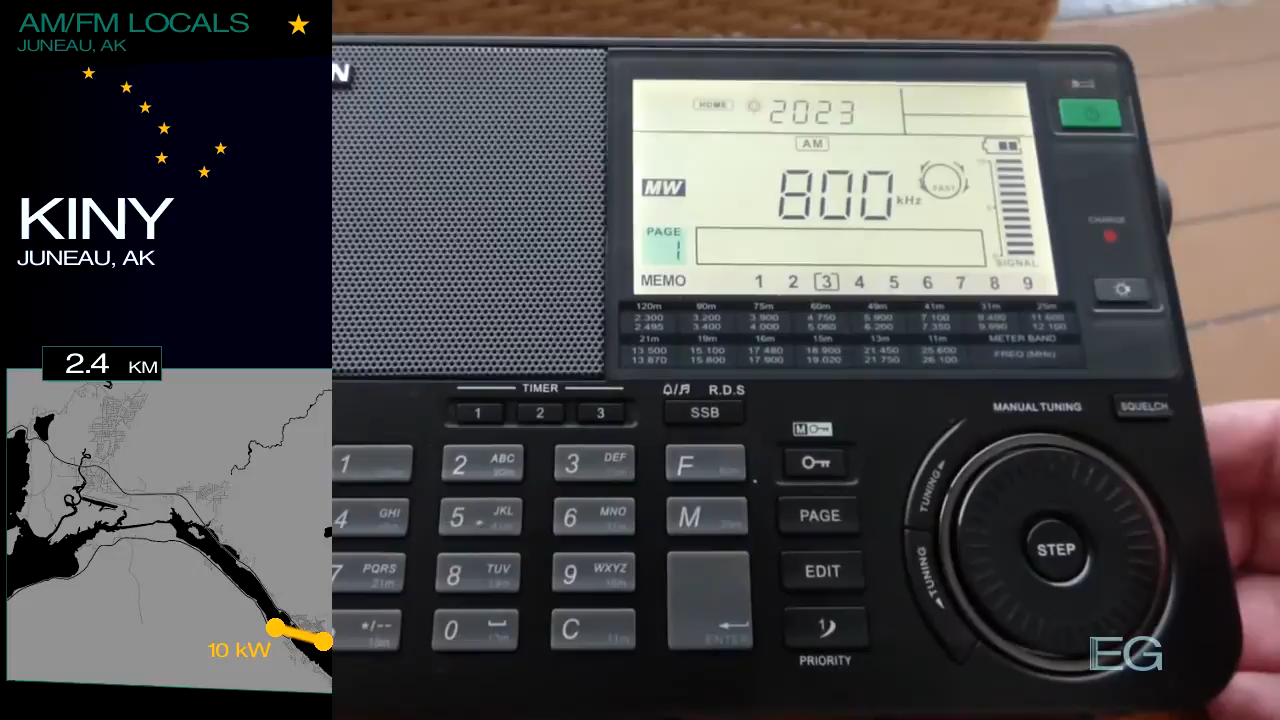 AM/FM LOCALS
JUNEAU, AK
KINY
JUNEAU, AK
2.4 KM
10 kW
N
HOME 2023
AM
MW 800 kHz FAST
PAGE 1
SIGNAL
MEMO 1 2 3 4 5 6 7 8 9
120m 90m 75m 60m 49m 41m 31m 25m
2.300 3.200 3.900 4.750 5.900 7.100 9.400 11.600
2.495 3.400 4.000 5.060 6.200 7.350 9.990 12.100
21m 19m 16m 15m 13m 11m METER BAND
13.500 15.100 17.480 18.900 21.450 25.600 FREQ (MHz)
13.870 15.800 17.900 19.020 21.750 26.100
CHARGE
TIMER
1 2 3
R.D.S
SSB
MANUAL TUNING
SQUELCH
1
2 ABC
3 DEF
F
M
4 GHI
5 JKL
6 MNO
M
PAGE
7 PQRS 21m
8 TUV
9 WXYZ
EDIT
*/--
0
C
ENTER
PRIORITY
TUNING
TUNING
STEP
EG